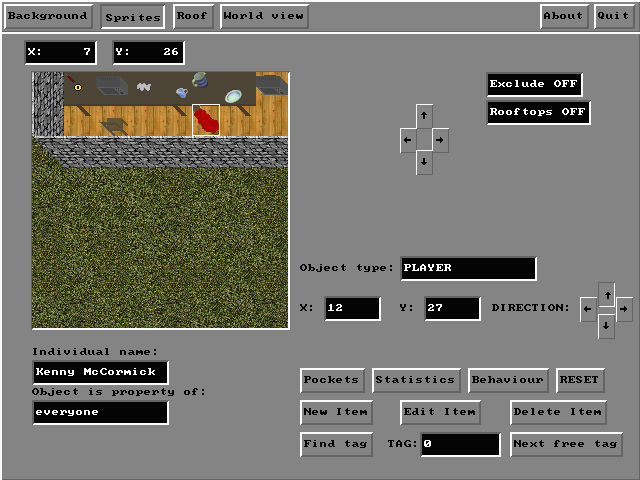 Background Sprites Roof World view About Quit
X: 7 Y: 26
Exclude OFF
Rooftops OFF
Object type: PLAYER
X: 12 Y: 27 DIRECTION:
Individual name:
Kenny McCormick
Object is property of:
everyone
Pockets Statistics Behaviour RESET
New Item Edit Item Delete Item
Find tag TAG: 0 Next free tag